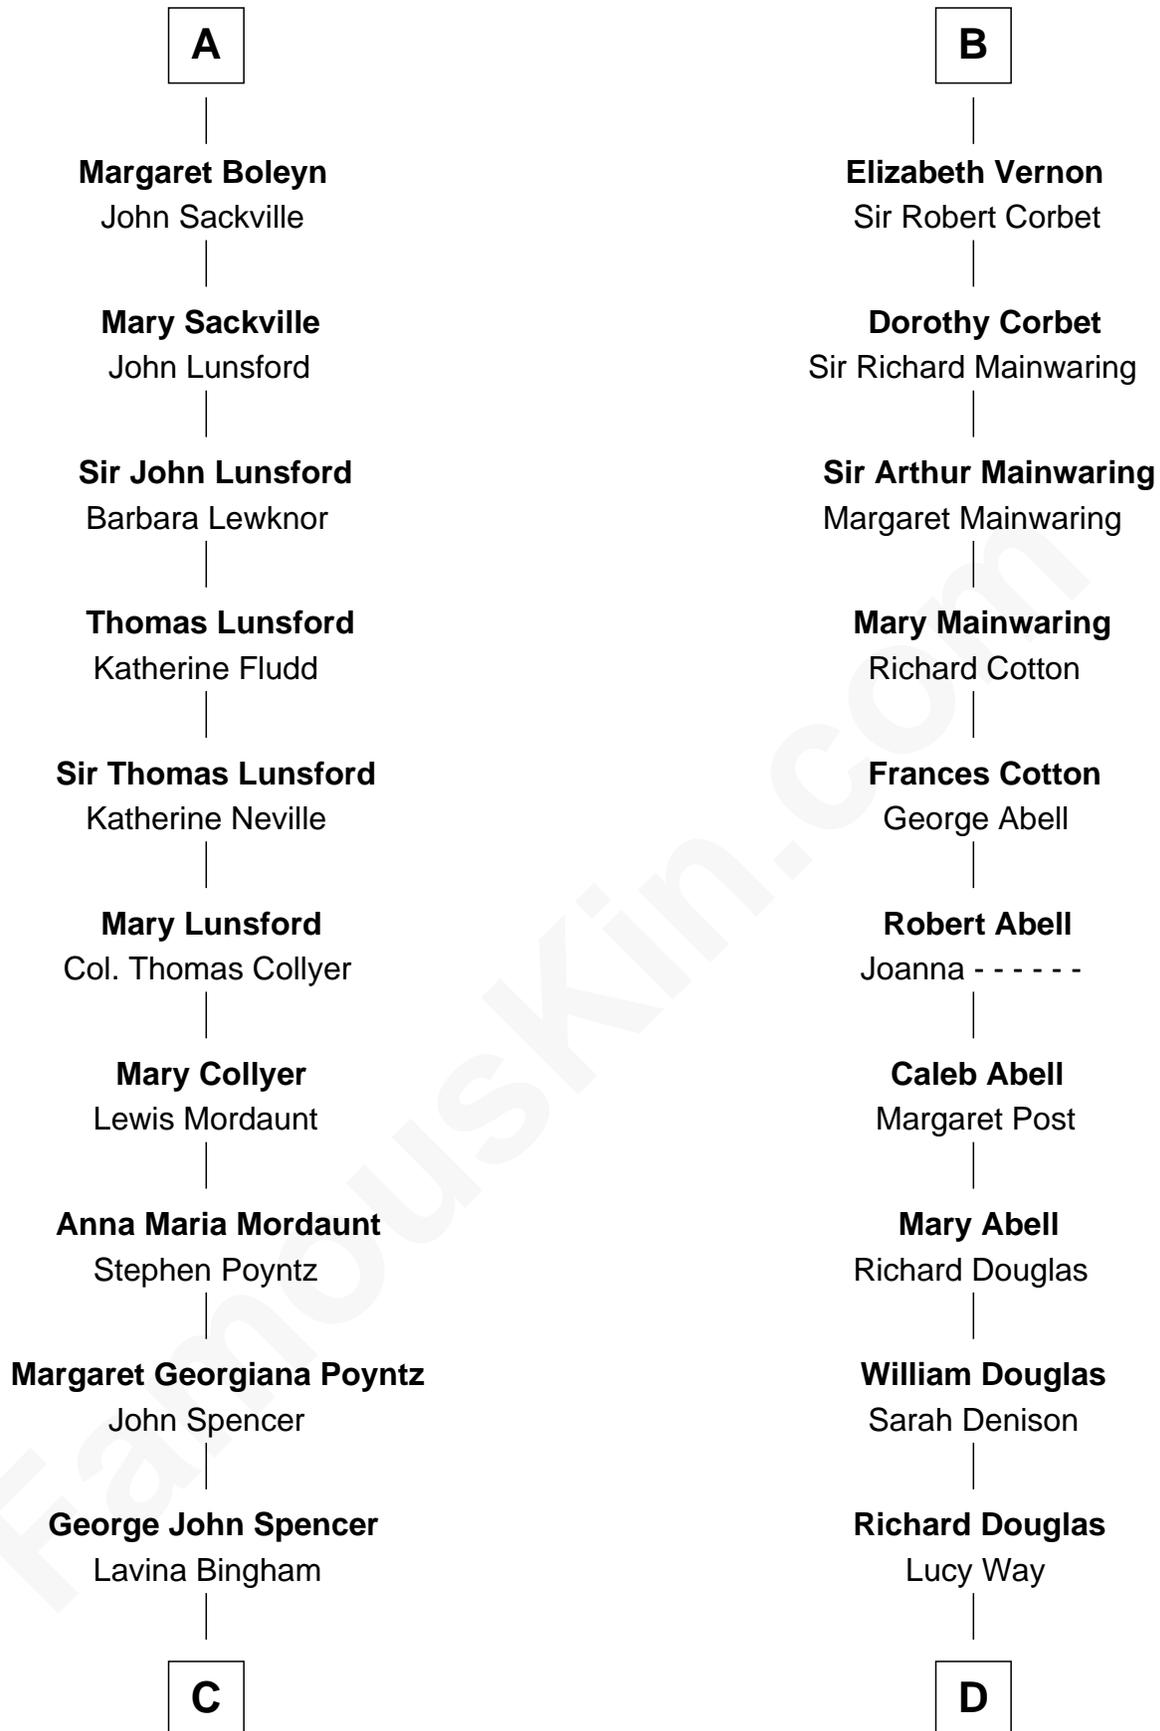 A
Margaret Boleyn
John Sackville
Mary Sackville
John Lunsford
Sir John Lunsford
Barbara Lewknor
Thomas Lunsford
Katherine Fludd
Sir Thomas Lunsford
Katherine Neville
Mary Lunsford
Col. Thomas Collyer
Mary Collyer
Lewis Mordaunt
Anna Maria Mordaunt
Stephen Poyntz
Margaret Georgiana Poyntz
John Spencer
George John Spencer
Lavina Bingham
C
B
Elizabeth Vernon
Sir Robert Corbet
Dorothy Corbet
Sir Richard Mainwaring
Sir Arthur Mainwaring
Margaret Mainwaring
Mary Mainwaring
Richard Cotton
Frances Cotton
George Abell
Robert Abell
Joanna - - - - - -
Caleb Abell
Margaret Post
Mary Abell
Richard Douglas
William Douglas
Sarah Denison
Richard Douglas
Lucy Way
D
FamousKin.com